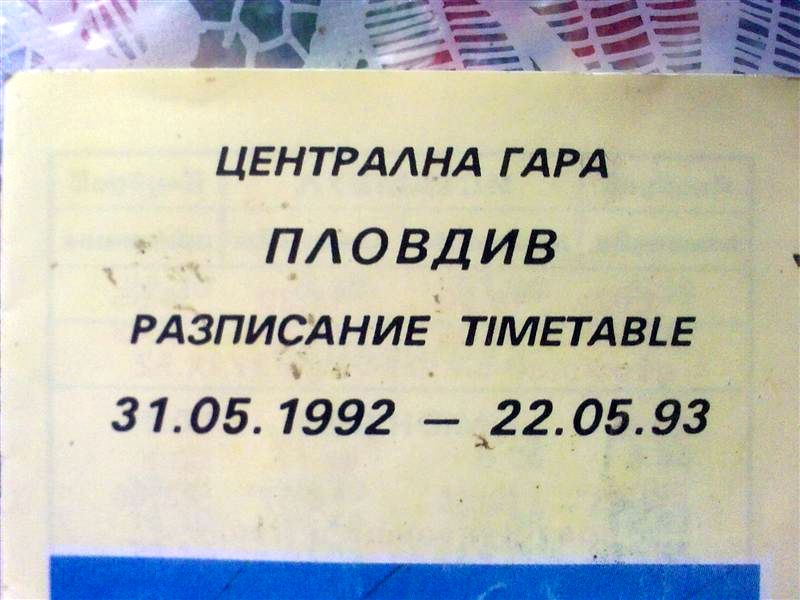 ЦЕНТРАЛНА ГАРА
ПЛОВДИВ
РАЗПИСАНИЕ TIMETABLE
31.05.1992 — 22.05.93